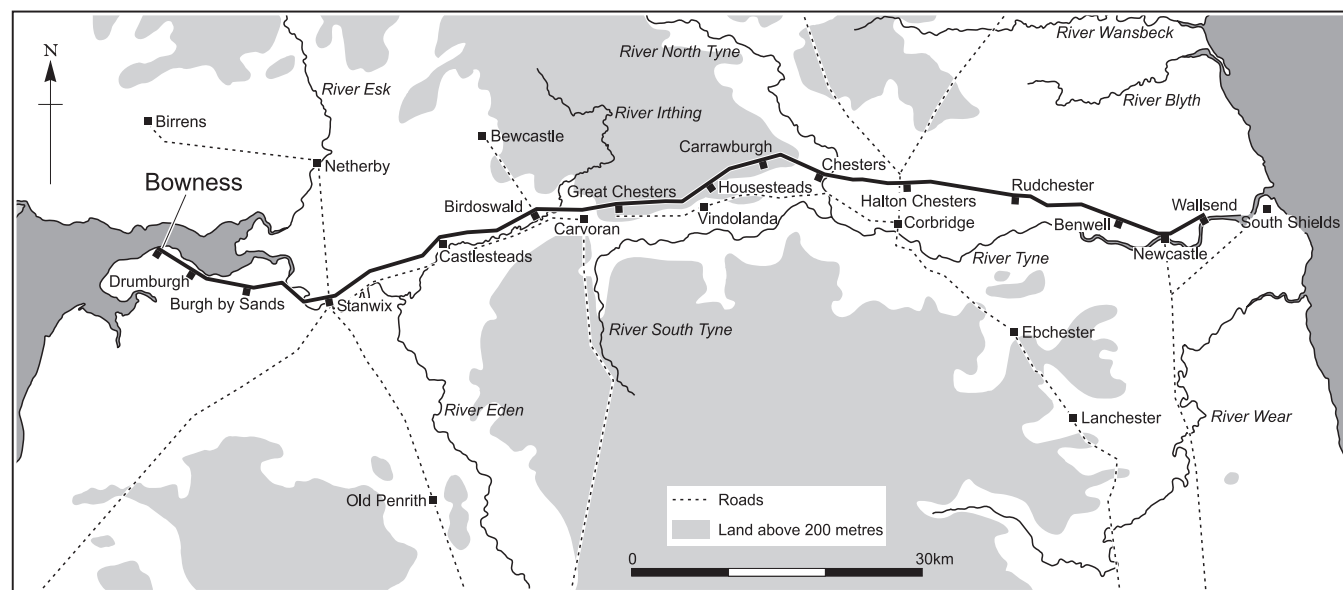 N
River North Tyne
River Wansbeck
River Esk
River Blyth
River Irthing
Birrens
Bewcastle
Carrawburgh
Netherby
Chesters
Bowness
Great Chesters
Housesteads
Rudchester
Halton Chesters
Wallsend
Birdoswald
Vindolanda
Corbridge
Benwell
South Shields
Carvoran
Castlesteads
Newcastle
River Tyne
Drumburgh
Burgh by Sands
Stanwix
River South Tyne
Ebchester
River Eden
Lanchester
River Wear
Old Penrith
Roads
Land above 200 metres
0
30km